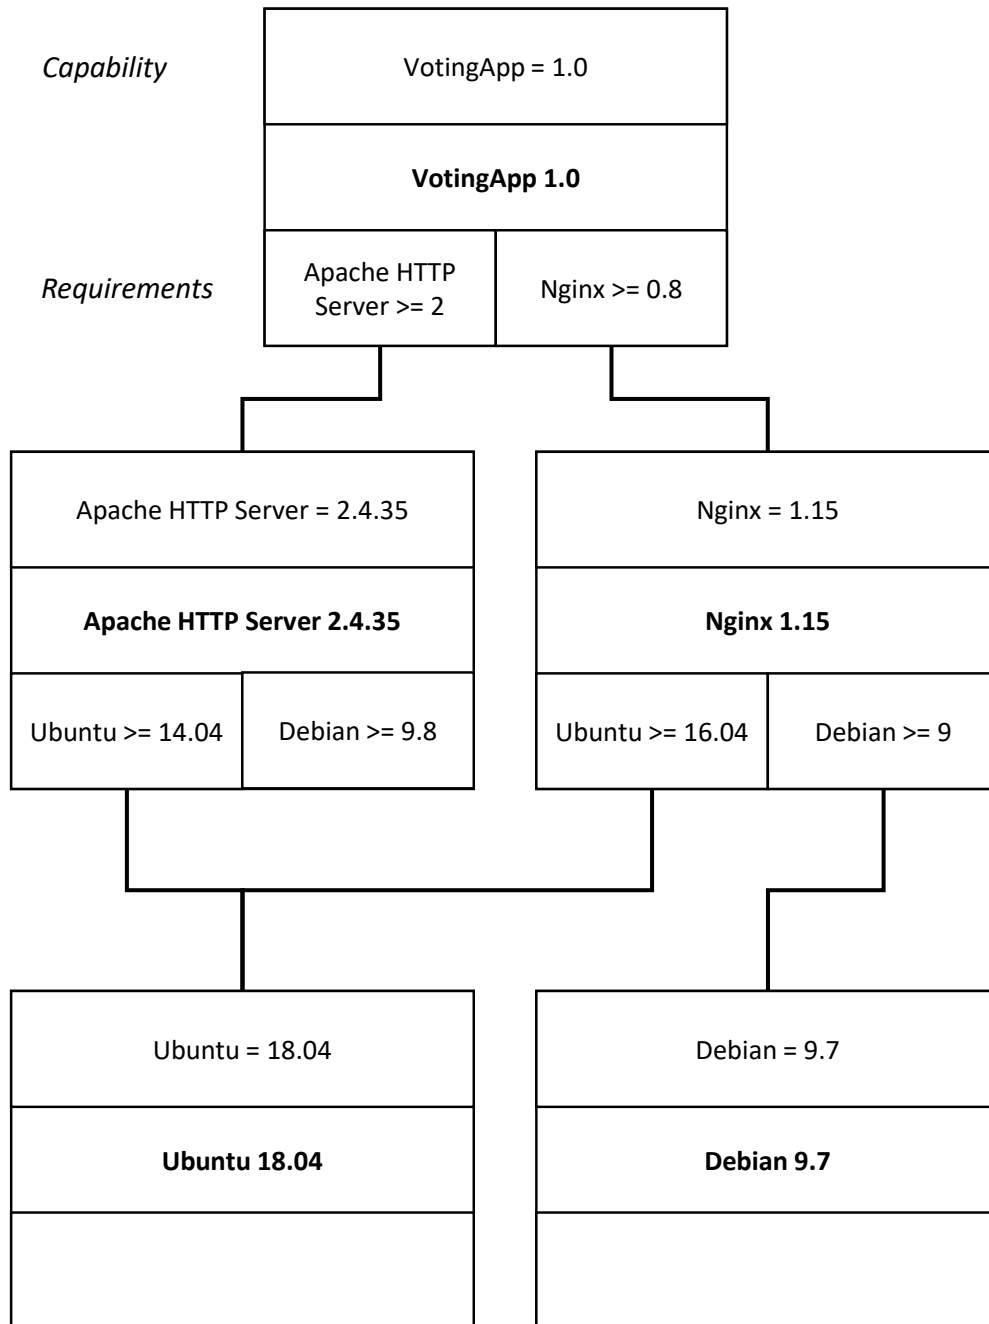 Capability
VotingApp = 1.0
VotingApp 1.0
Requirements
Apache HTTP
Server >= 2
Nginx >= 0.8
Apache HTTP Server = 2.4.35
Nginx = 1.15
Apache HTTP Server 2.4.35
Nginx 1.15
Ubuntu >= 14.04
Debian >= 9.8
Ubuntu >= 16.04
Debian >= 9
Ubuntu = 18.04
Debian = 9.7
Ubuntu 18.04
Debian 9.7